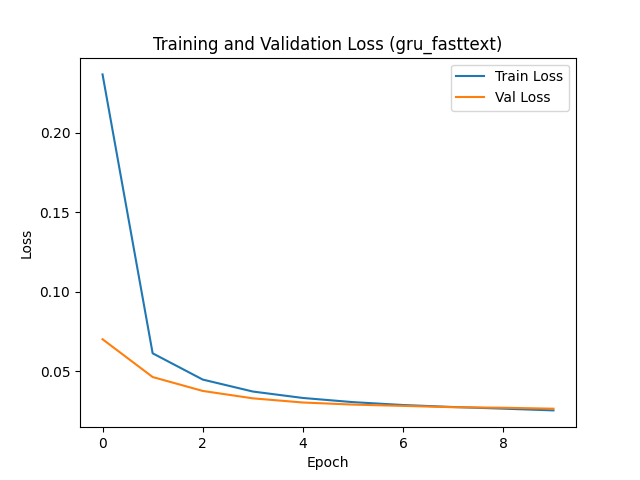 Training and Validation Loss (gru_fasttext)
Train Loss
Val Loss
0.20
0.15
0.10
0.05
Loss
0 2 4 6 8
Epoch